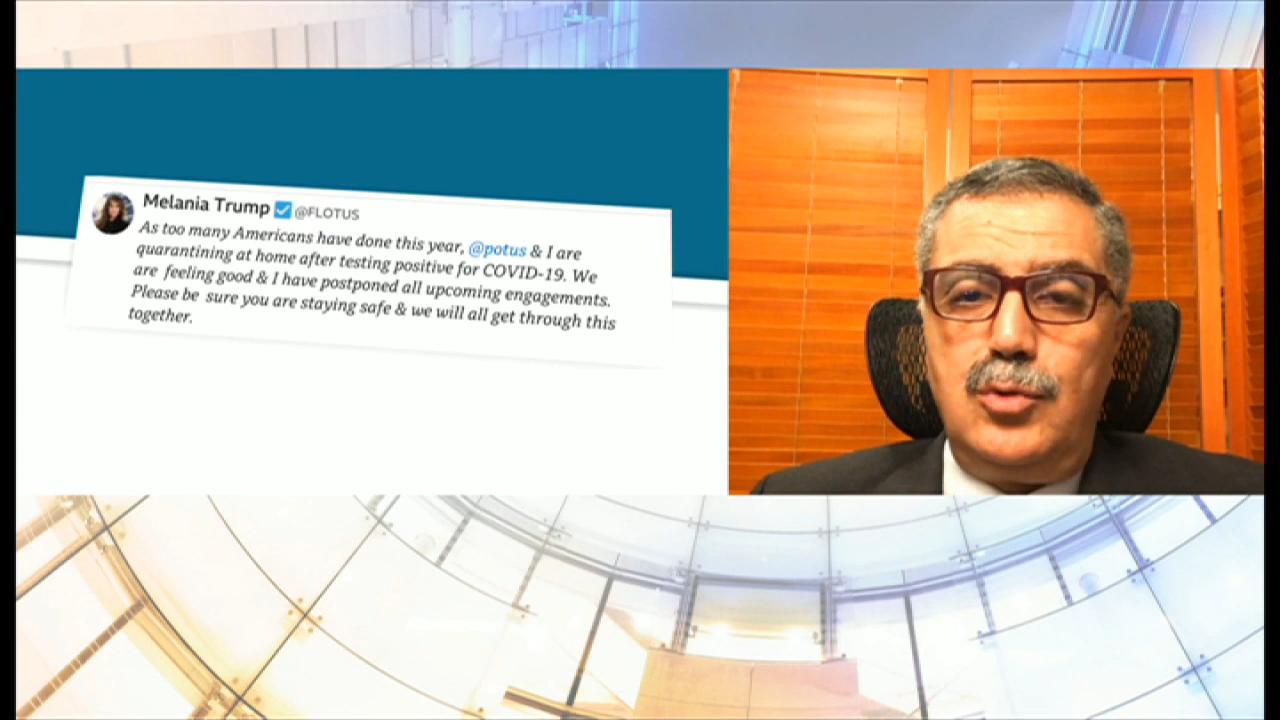 Melania Trump @FLOTUS
As too many Americans have done this year, @potus & I are
quarantining at home after testing positive for COVID-19. We
are feeling good & I have postponed all upcoming engagements.
Please be sure you are staying safe & we will all get through this
together.